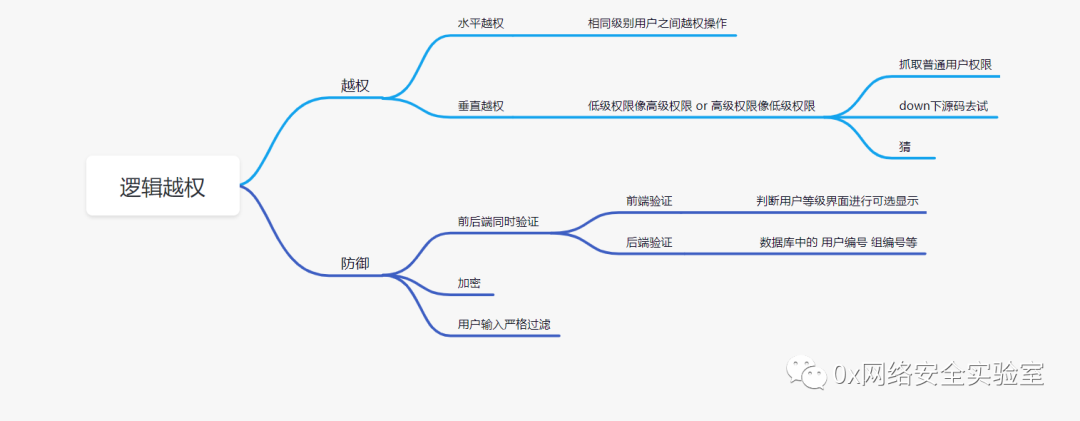 逻辑越权
越权
水平越权
相同级别用户之间越权操作
垂直越权
低级权限像高级权限 or 高级权限像低级权限
抓取普通用户权限
down下源码去试
猜
防御
前后端同时验证
前端验证
判断用户等级界面进行可选显示
后端验证
数据库中的 用户编号 组编号等
加密
用户输入严格过滤
0x网络安全实验室